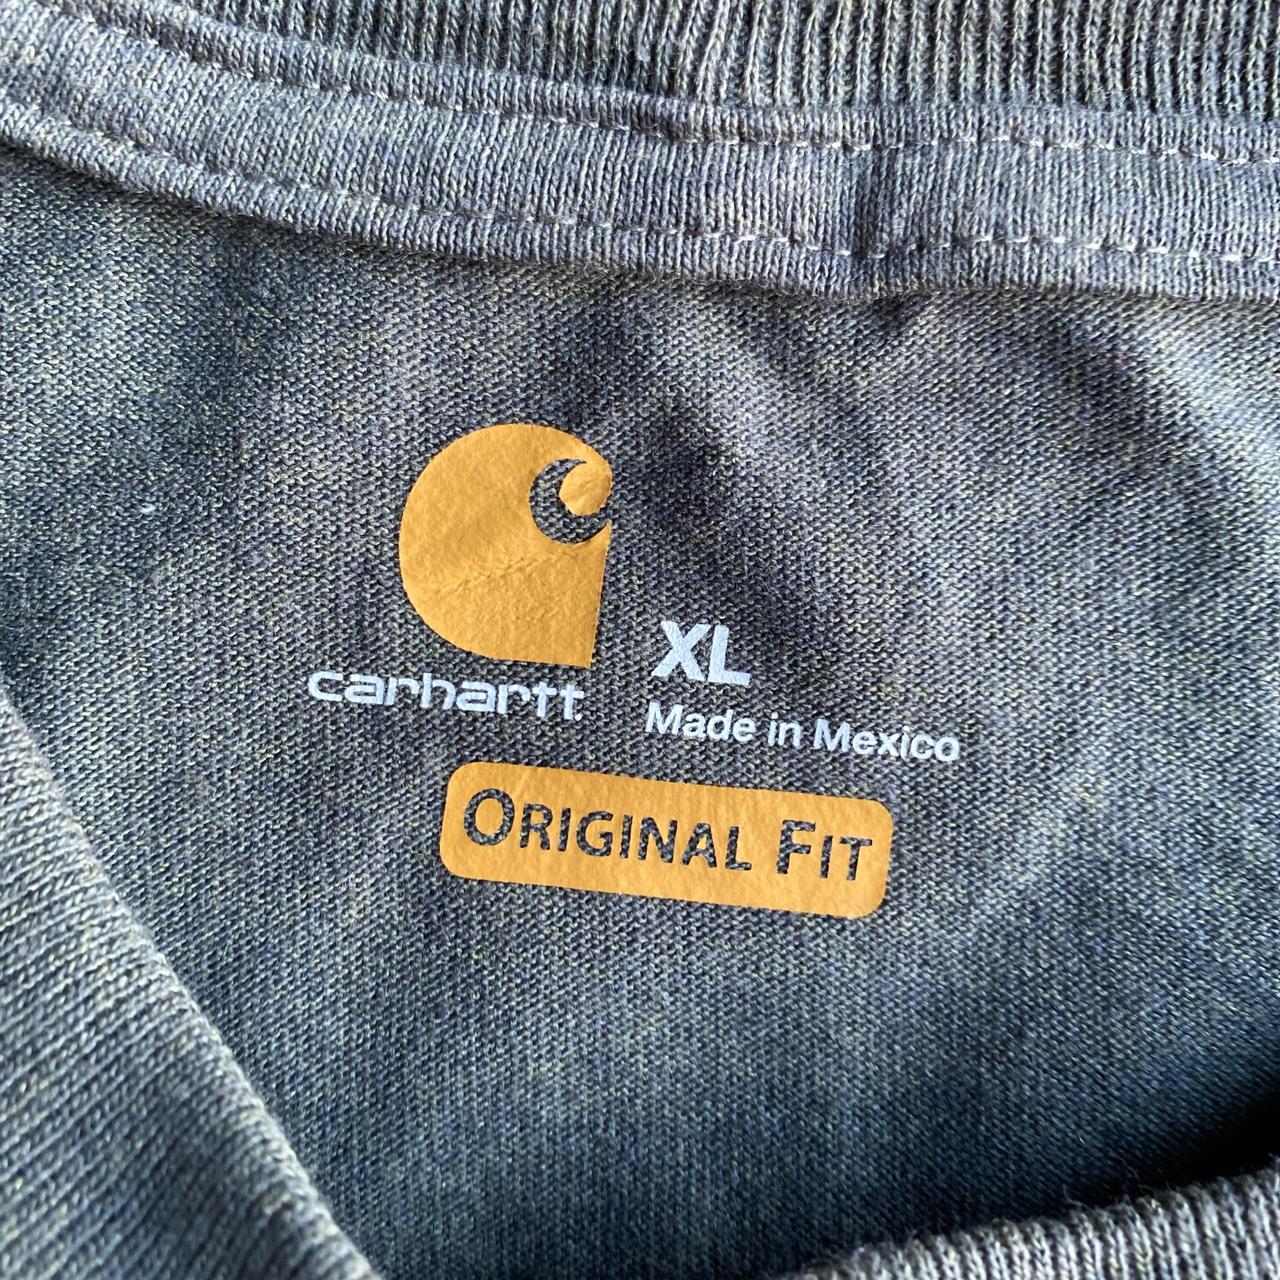 carhartt
XL
Made in Mexico
ORIGINAL FIT